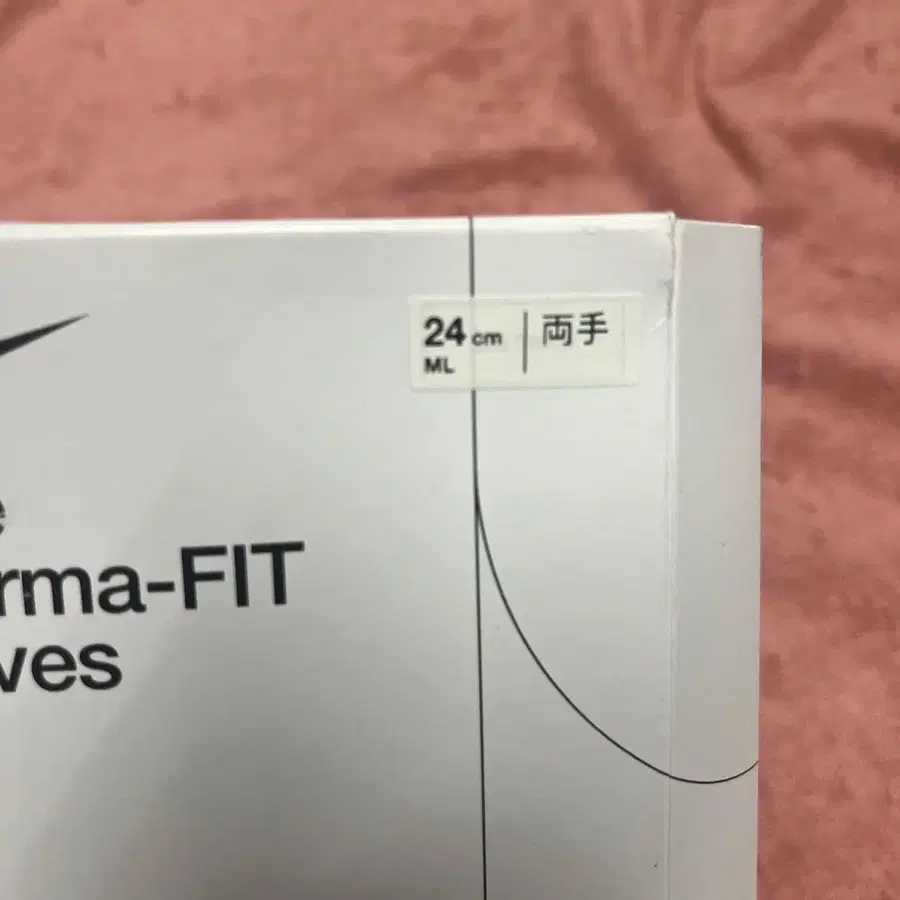 24 cm | 両手
ML
e
rma-FIT
ves